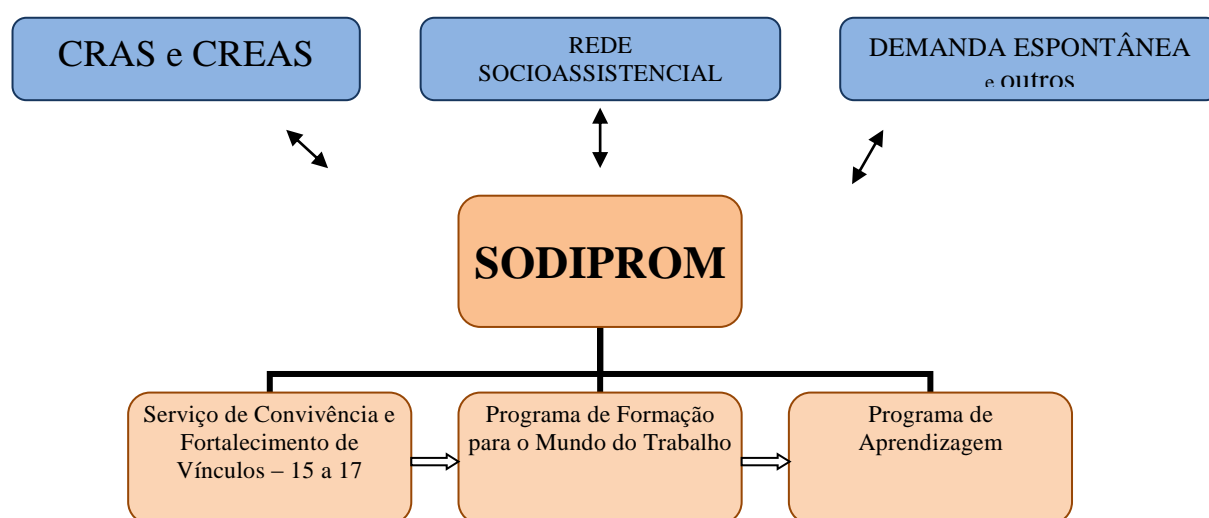 CRAS e CREAS
REDE
SOCIOASSISTENCIAL
DEMANDA ESPONTÂNEA
e outros
SODIPROM
Serviço de Convivência e
Fortalecimento de
Vínculos – 15 a 17
Programa de Formação
para o Mundo do Trabalho
Programa de
Aprendizagem